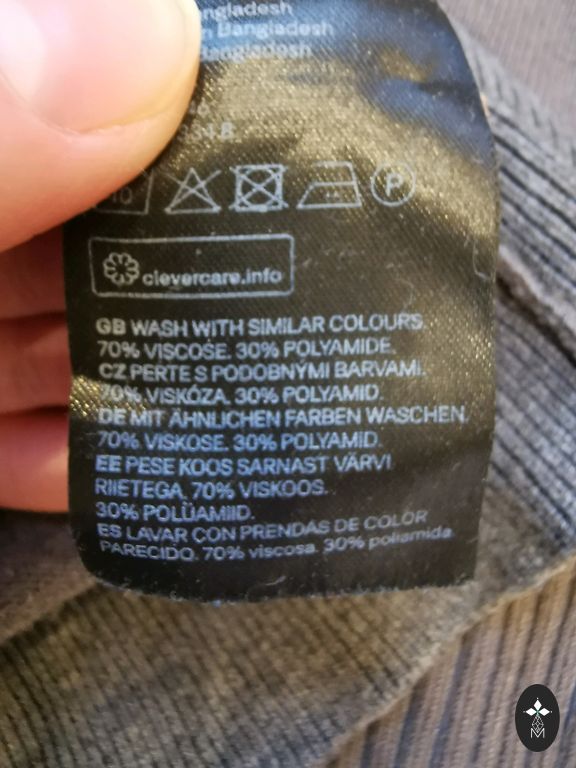 Bangladesh
Bangladesh
clevercare.info
GB WASH WITH SIMILAR COLOURS.
70% VISCOSE. 30% POLYAMIDE.
CZ PERTE S PODOBNÝMI BARVAMI.
70% VISKÓZA. 30% POLYAMID.
DE MIT ÄHNLICHEN FARBEN WASCHEN.
70% VISKOSE. 30% POLYAMID.
EE PESE KOOS SARNAST VÄRVI
RIIETEGA. 70% VISKOOS.
30% POLÜAMIID.
ES LAVAR CON PRENDAS DE COLOR
PARECIDO. 70% viscosa. 30% poliamida.